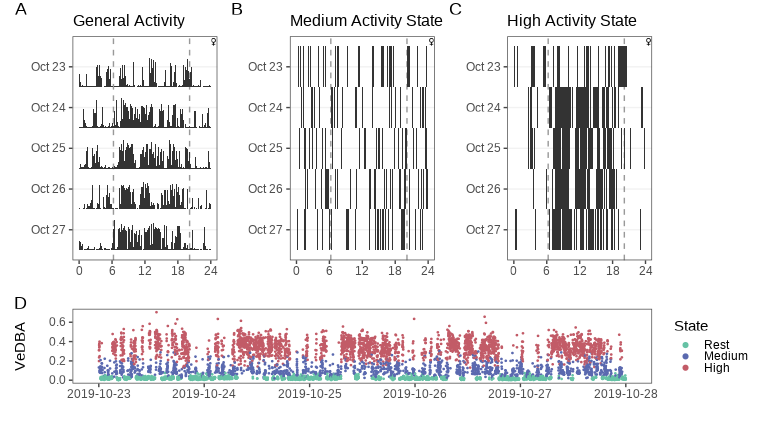 A
General Activity
♀
Oct 23
Oct 24
Oct 25
Oct 26
Oct 27
0 6 12 18 24
B
Medium Activity State
♀
Oct 23
Oct 24
Oct 25
Oct 26
Oct 27
0 6 12 18 24
C
High Activity State
♀
Oct 23
Oct 24
Oct 25
Oct 26
Oct 27
0 6 12 18 24
D
VeDBA
0.6
0.4
0.2
0.0
2019-10-23 2019-10-24 2019-10-25 2019-10-26 2019-10-27 2019-10-28
State
Rest
Medium
High